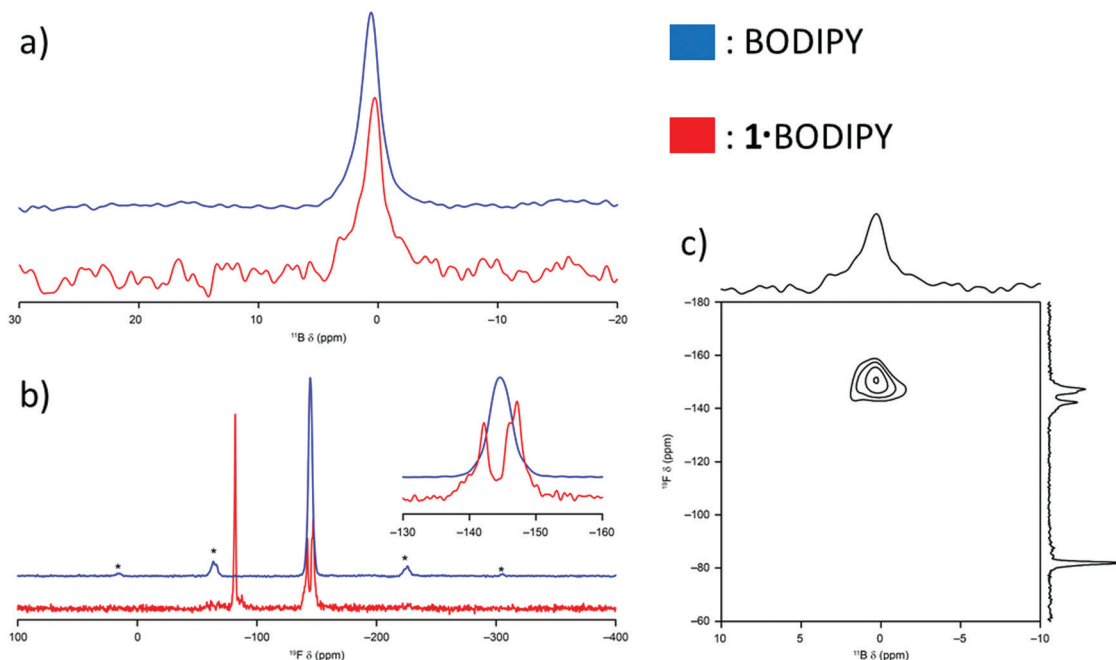 a)
: BODIPY
: 1·BODIPY
30 20 10 0 −10 −20
¹¹B δ (ppm)
b)
*
*
*
*
−130 −140 −150 −160
100 0 −100 −200 −300 −400
¹⁹F δ (ppm)
c)
−180
−160
−140
−120
−100
−80
−60
¹⁹F δ (ppm)
10 5 0 −5 −10
¹¹B δ (ppm)